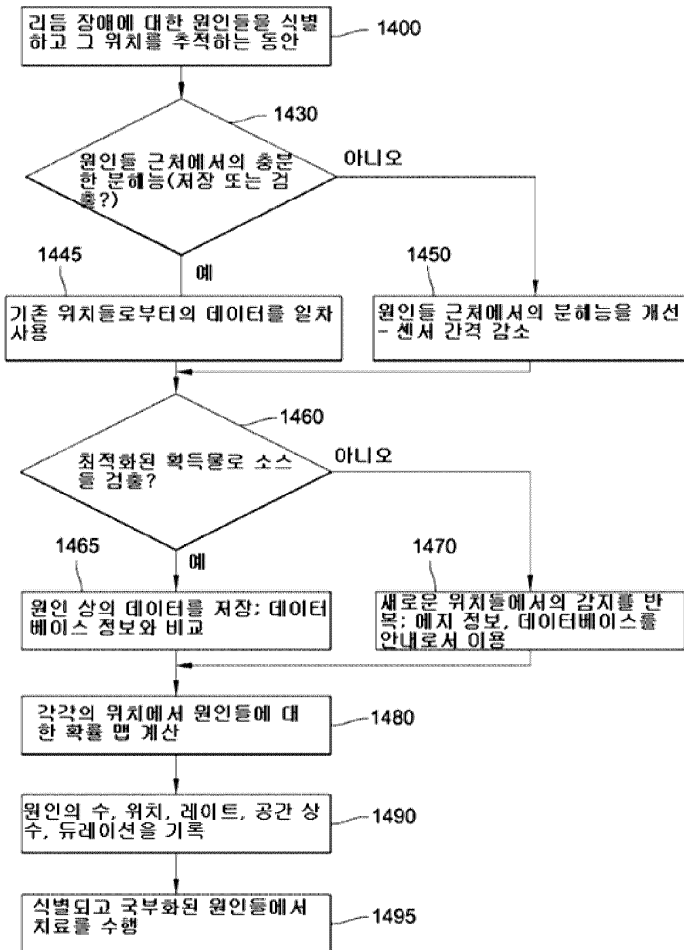 리듬 장애에 대한 원인들을 식별
하고 그 위치를 추적하는 동안
1400
1430
원인들 근처에서의 충분
한 분해능(저장 또는 검
출?)
아니오
1445
예
1450
기존 위치들로부터의 데이터를 일차
사용
원인들 근처에서의 분해능을 개선
- 센서 간격 감소
1460
최적화된 획득물로 소스
들 검출?
아니오
1465
예
1470
원인 상의 데이터를 저장; 데이터
베이스 정보와 비교
새로운 위치들에서의 감지를 반
복; 에지 정보, 데이터베이스를
안내로서 이용
각각의 위치에서 원인들에 대
한 확률 맵 계산
1480
원인의 수, 위치, 레이트, 공간 상
수, 듀레이션을 기록
1490
식별되고 국부화된 원인들에서
치료를 수행
1495